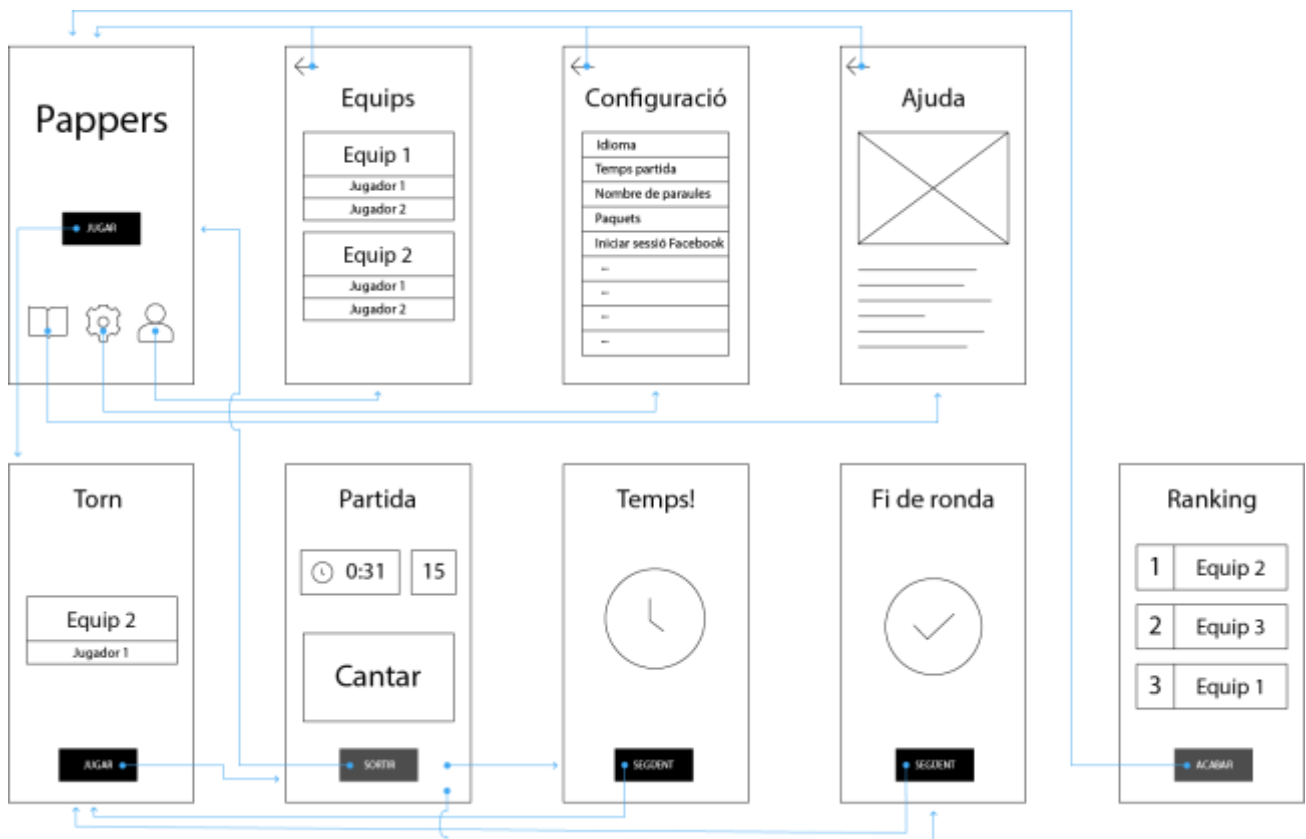 Pappers
JUGAR
Equips
Equip 1
Jugador 1
Jugador 2
Equip 2
Jugador 1
Jugador 2
Configuració
Idioma
Temps partida
Nombre de paraules
Paquets
Iniciar sessió Facebook
...
...
...
...
Ajuda
Torn
Equip 2
Jugador 1
JUGAR
Partida
0:31
15
Cantar
SORTIR
Temps!
SEGÜENT
Fi de ronda
SEGÜENT
Ranking
1 Equip 2
2 Equip 3
3 Equip 1
ACABAR